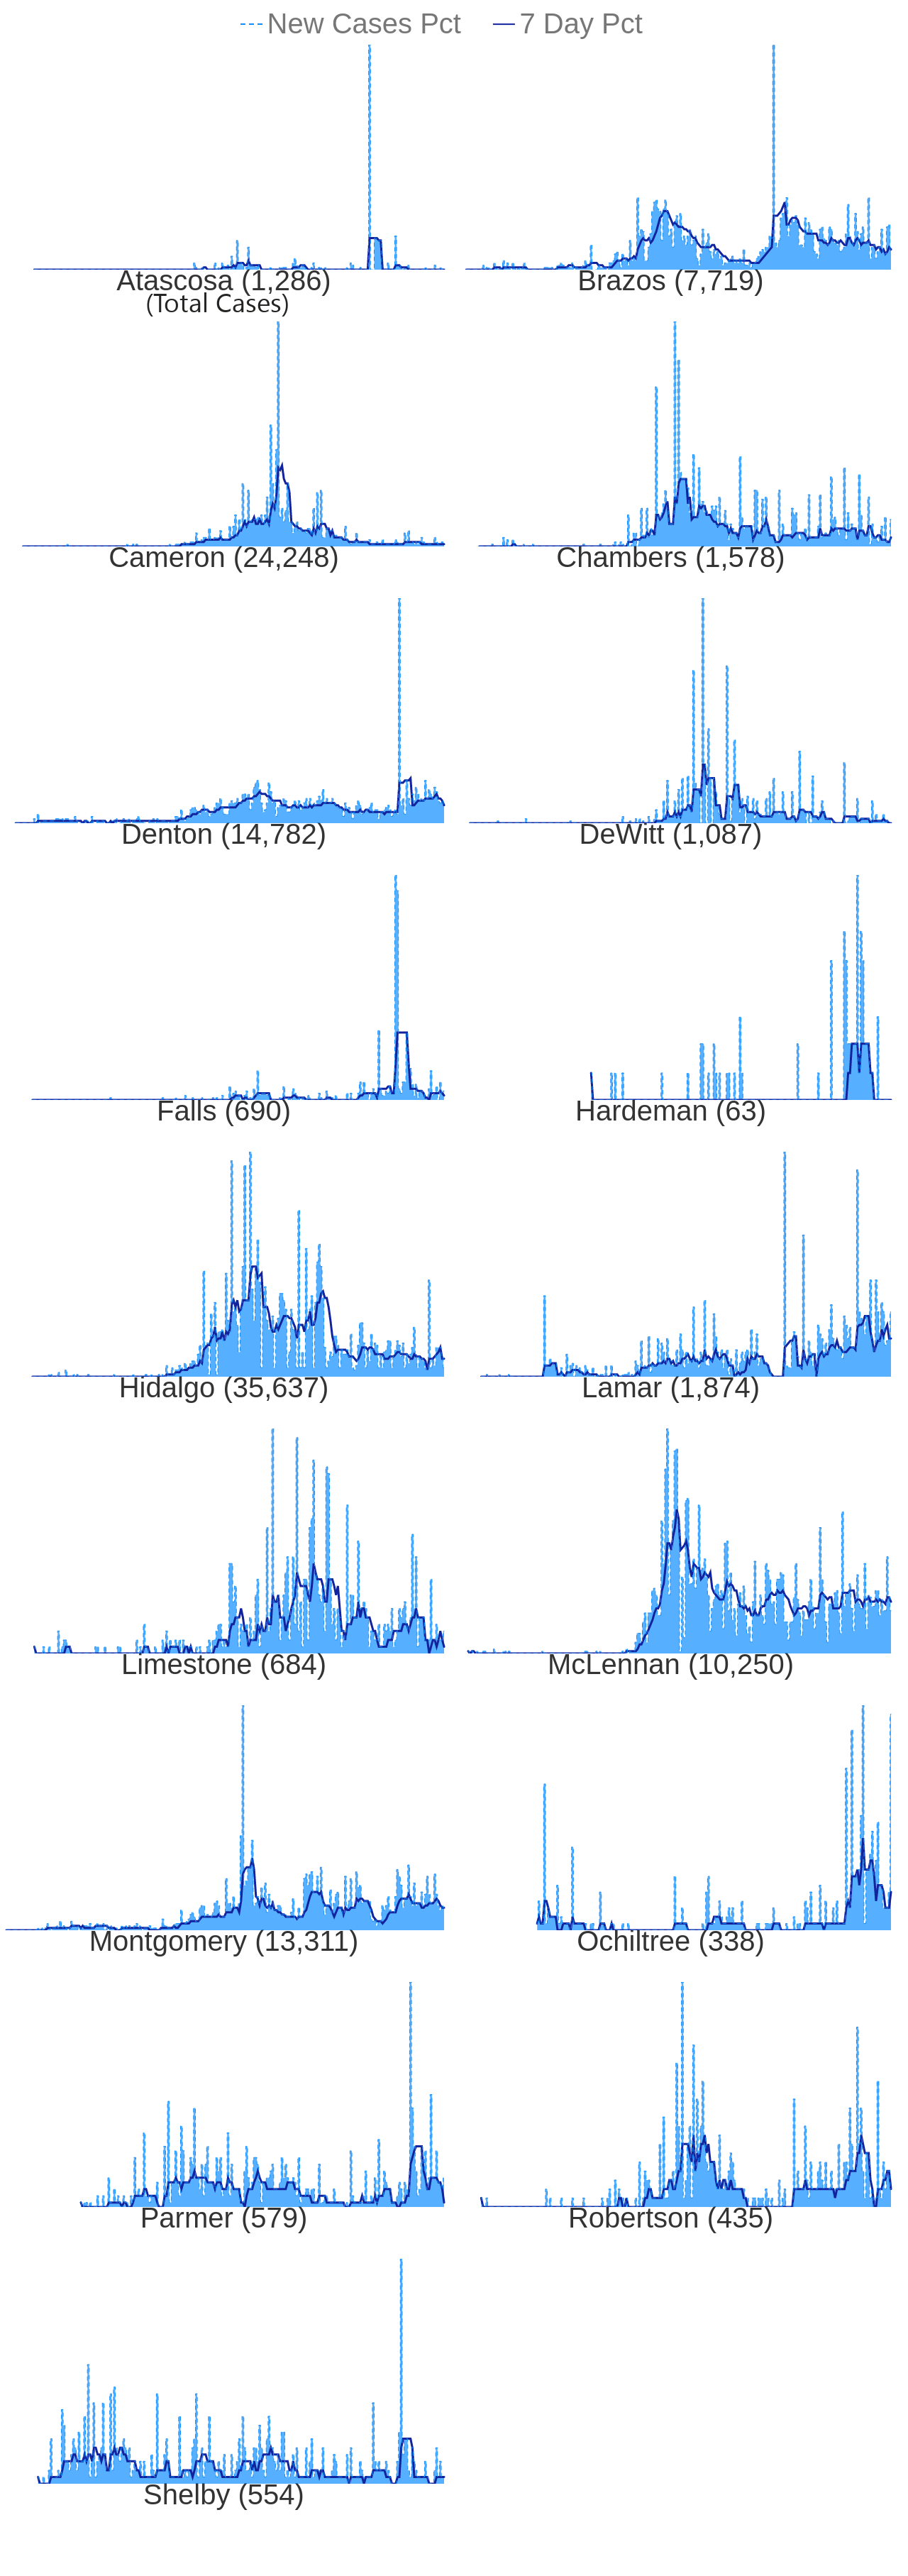 New Cases Pct 7 Day Pct
Atascosa (1,286) Brazos (7,719)
(Total Cases)
Cameron (24,248) Chambers (1,578)
Denton (14,782) DeWitt (1,087)
Falls (690) Hardeman (63)
Hidalgo (35,637) Lamar (1,874)
Limestone (684) McLennan (10,250)
Montgomery (13,311) Ochiltree (338)
Parmer (579) Robertson (435)
Shelby (554)